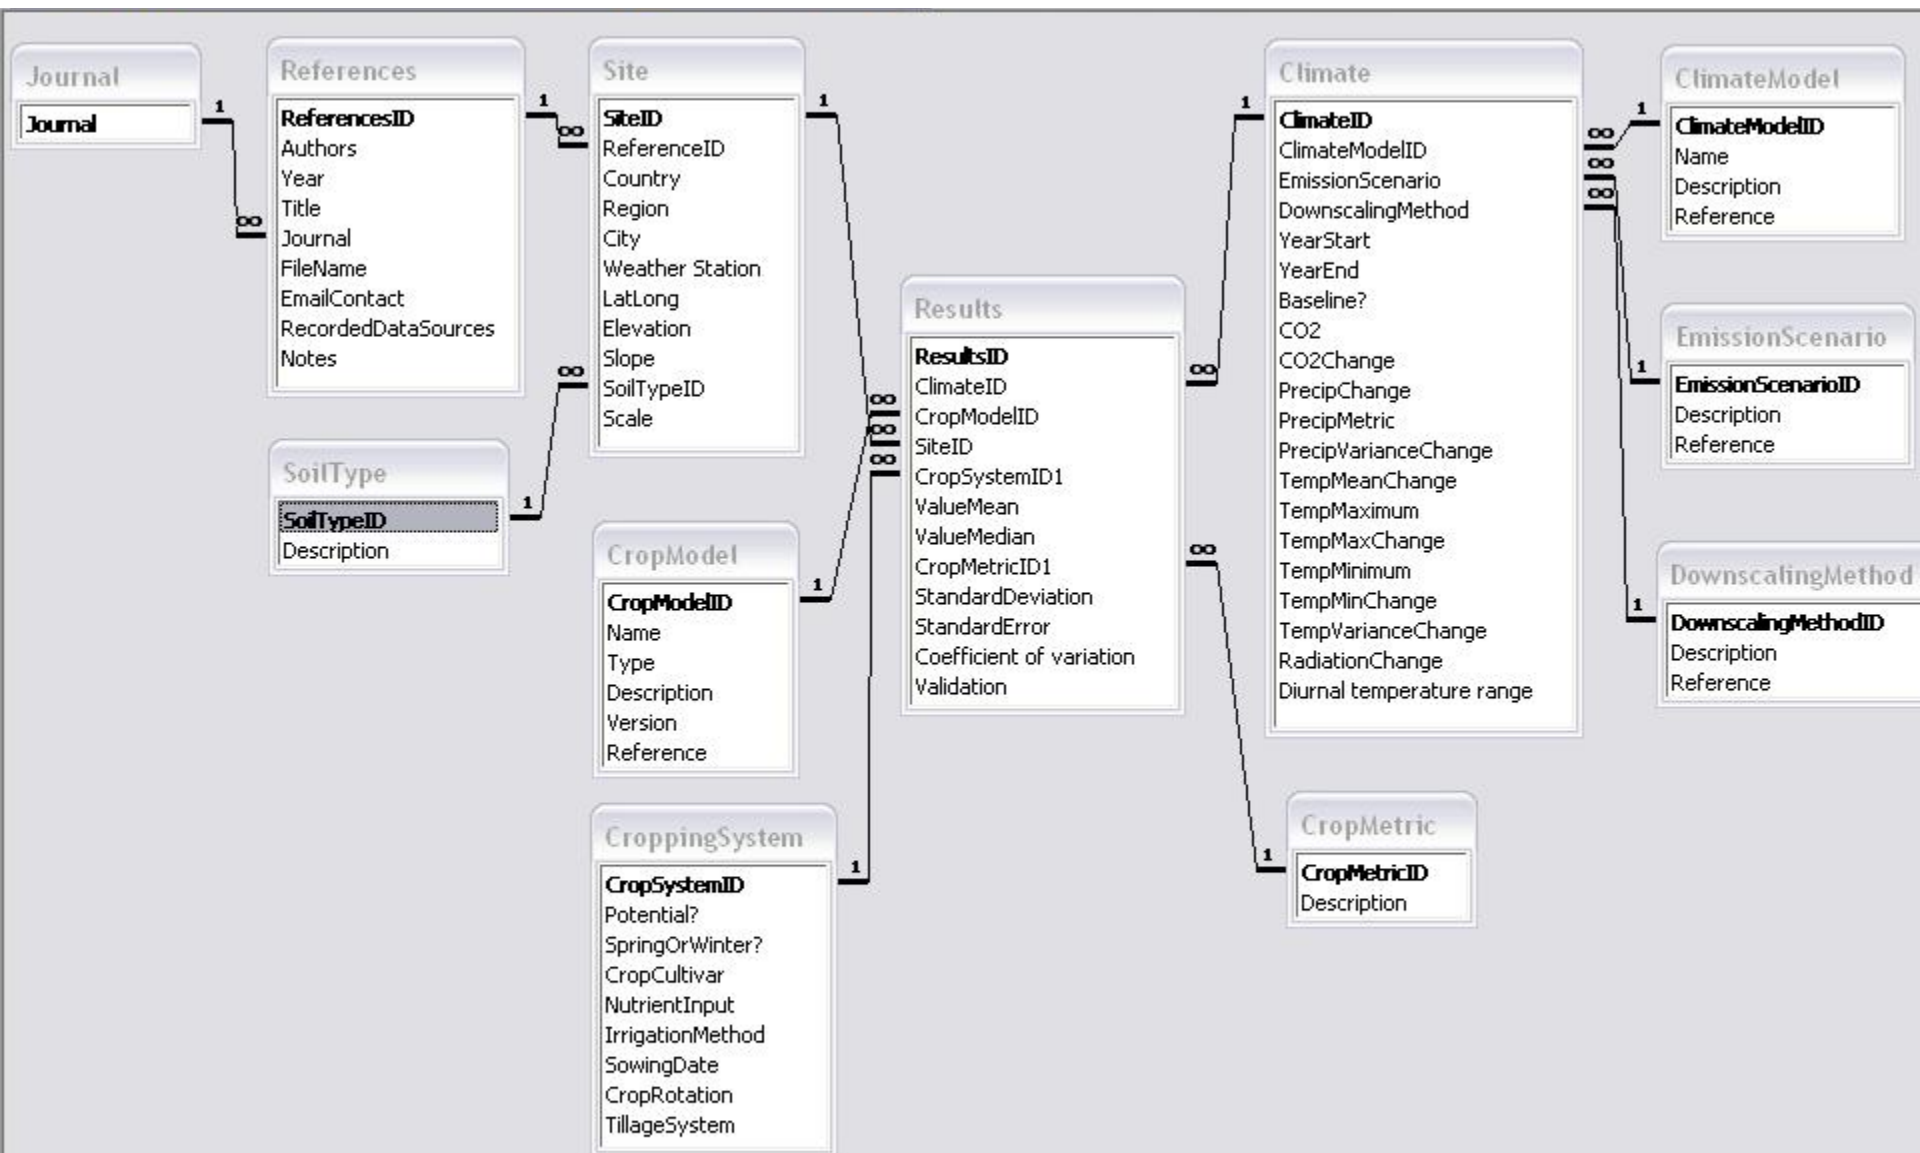 Journal
Journal
1
∞
References
ReferencesID
Authors
Year
Title
Journal
FileName
EmailContact
RecordedDataSources
Notes
1
∞
SoilType
SoilTypeID
Description
1
∞
Site
SiteID
ReferenceID
Country
Region
City
Weather Station
LatLong
Elevation
Slope
SoilTypeID
Scale
1
CropModel
CropModelID
Name
Type
Description
Version
Reference
1
CroppingSystem
CropSystemID
Potential?
SpringOrWinter?
CropCultivar
NutrientInput
IrrigationMethod
SowingDate
CropRotation
TillageSystem
1
∞
∞
∞
Results
ResultsID
ClimateID
CropModelID
SiteID
CropSystemID1
ValueMean
ValueMedian
CropMetricID1
StandardDeviation
StandardError
Coefficient of variation
Validation
∞
∞
1
Climate
ClimateID
ClimateModelID
EmissionScenario
DownscalingMethod
YearStart
YearEnd
Baseline?
CO2
CO2Change
PrecipChange
PrecipMetric
PrecipVarianceChange
TempMeanChange
TempMaximum
TempMaxChange
TempMinimum
TempMinChange
TempVarianceChange
RadiationChange
Diurnal temperature range
1
CropMetric
CropMetricID
Description
∞
∞
∞
1
ClimateModel
ClimateModelID
Name
Description
Reference
1
EmissionScenario
EmissionScenarioID
Description
Reference
1
DownscalingMethod
DownscalingMethodID
Description
Reference